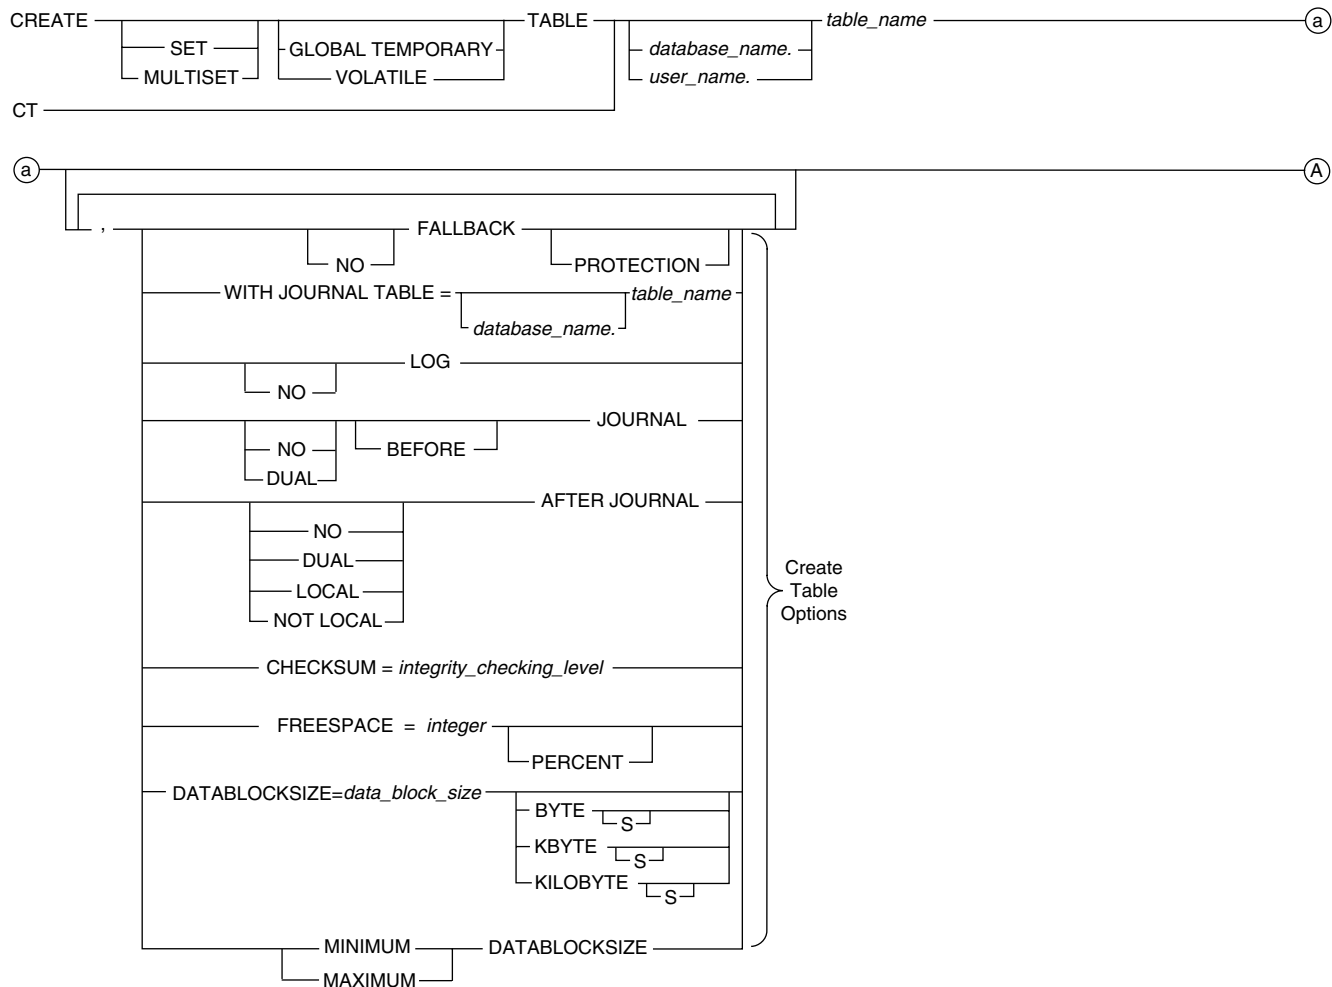 CREATE TABLE table_name a
SET GLOBAL TEMPORARY database_name.
MULTISET VOLATILE user_name.
CT
a A
, FALLBACK
NO PROTECTION
WITH JOURNAL TABLE = table_name
database_name.
LOG
NO
JOURNAL
NO BEFORE
DUAL
AFTER JOURNAL
NO
DUAL
LOCAL
NOT LOCAL
Create
Table
Options
CHECKSUM = integrity_checking_level
FREESPACE = integer
PERCENT
DATABLOCKSIZE=data_block_size
BYTE
S
KBYTE
S
KILOBYTE
S
MINIMUM DATABLOCKSIZE
MAXIMUM